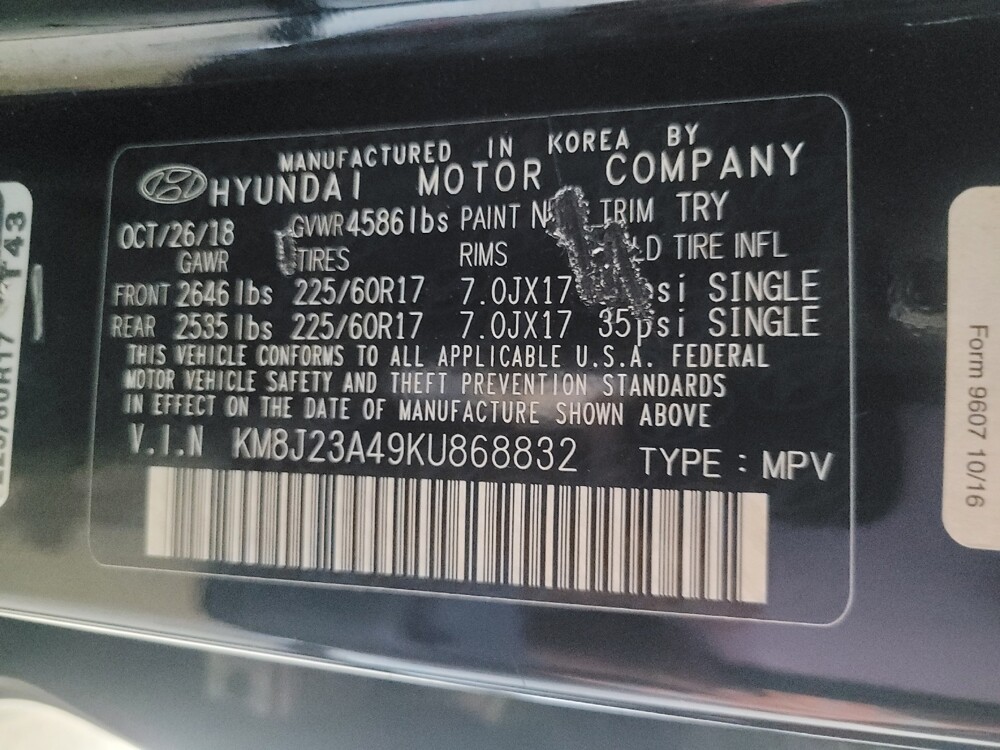 MANUFACTURED IN KOREA BY
HYUNDAI MOTOR COMPANY
OCT/26/18 GVWR 4586 lbs PAINT TRIM TRY
GAWR TIRES RIMS TIRE INFL
FRONT 2646 lbs 225/60R17 7.0JX17 psi SINGLE
REAR 2535 lbs 225/60R17 7.0JX17 35psi SINGLE
THIS VEHICLE CONFORMS TO ALL APPLICABLE U.S.A. FEDERAL
MOTOR VEHICLE SAFETY AND THEFT PREVENTION STANDARDS
IN EFFECT ON THE DATE OF MANUFACTURE SHOWN ABOVE
V.I.N KM8J23A49KU868832 TYPE : MPV
Form 9607 10/16